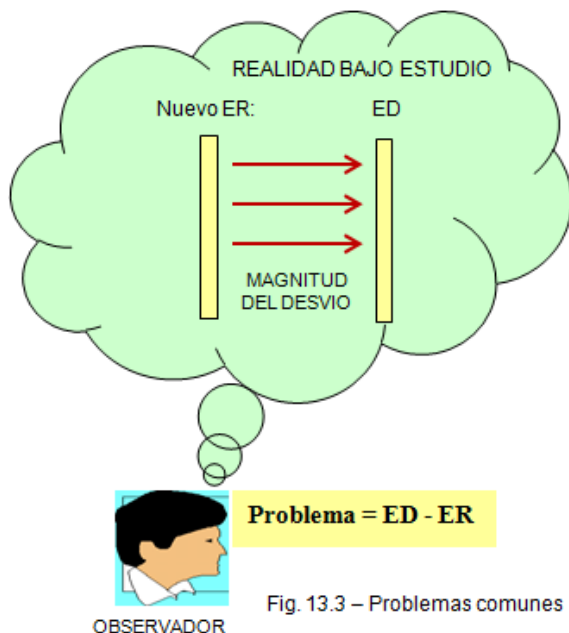 REALIDAD BAJO ESTUDIO
Nuevo ER: ED
MAGNITUD
DEL DESVIO
Problema = ED - ER
Fig. 13.3 – Problemas comunes
OBSERVADOR